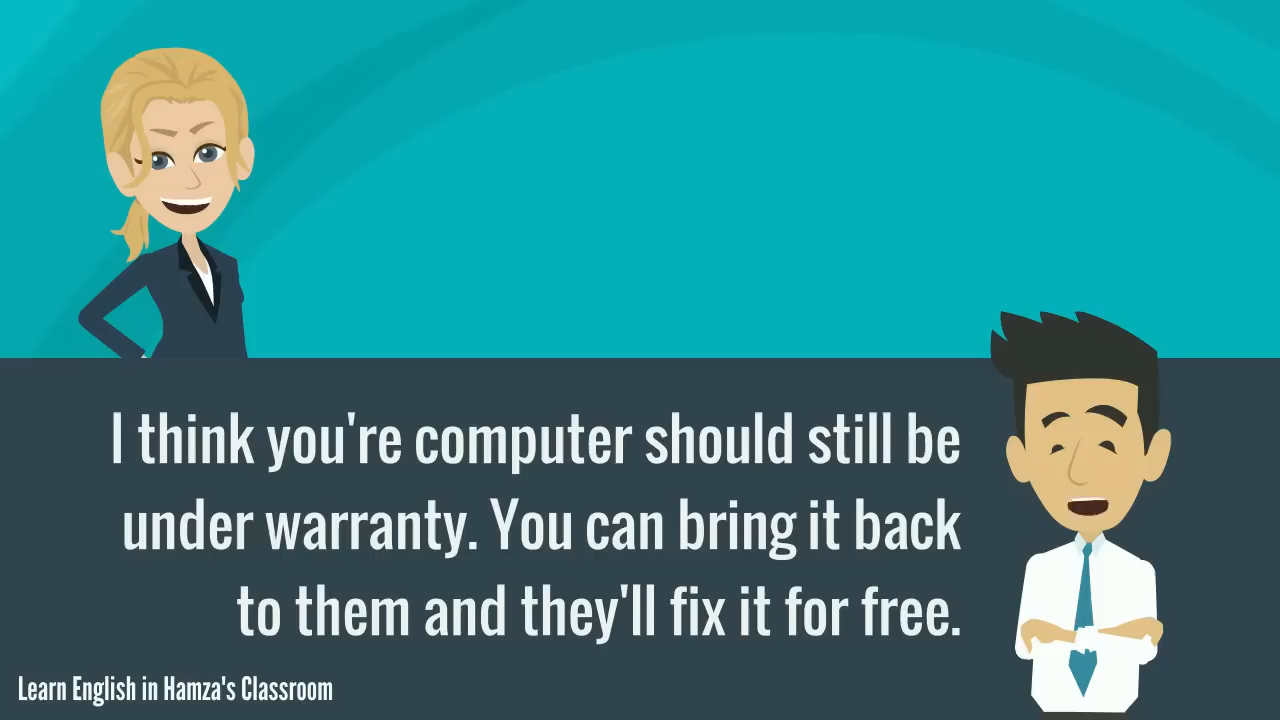 I think you're computer should still be
under warranty. You can bring it back
to them and they'll fix it for free.
Learn English in Hamza's Classroom